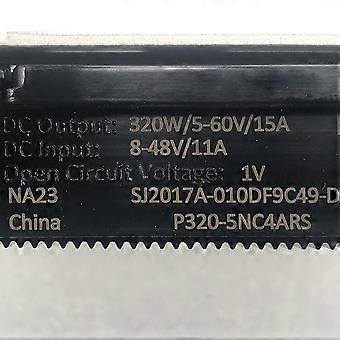 DC Output: 320W/5-60V/15A
DC Input: 8-48V/11A
Open Circuit Voltage: 1V
NA23 SJ2017A-010DF9C49-D
China P320-5NC4ARS